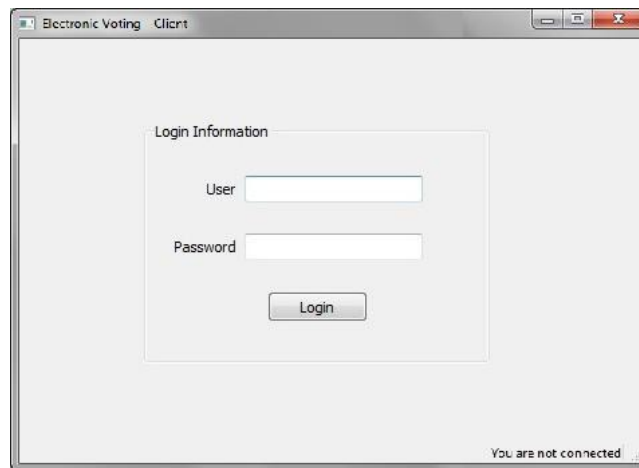 Electronic Voting Client
Login Information
User
Password
Login
You are not connected